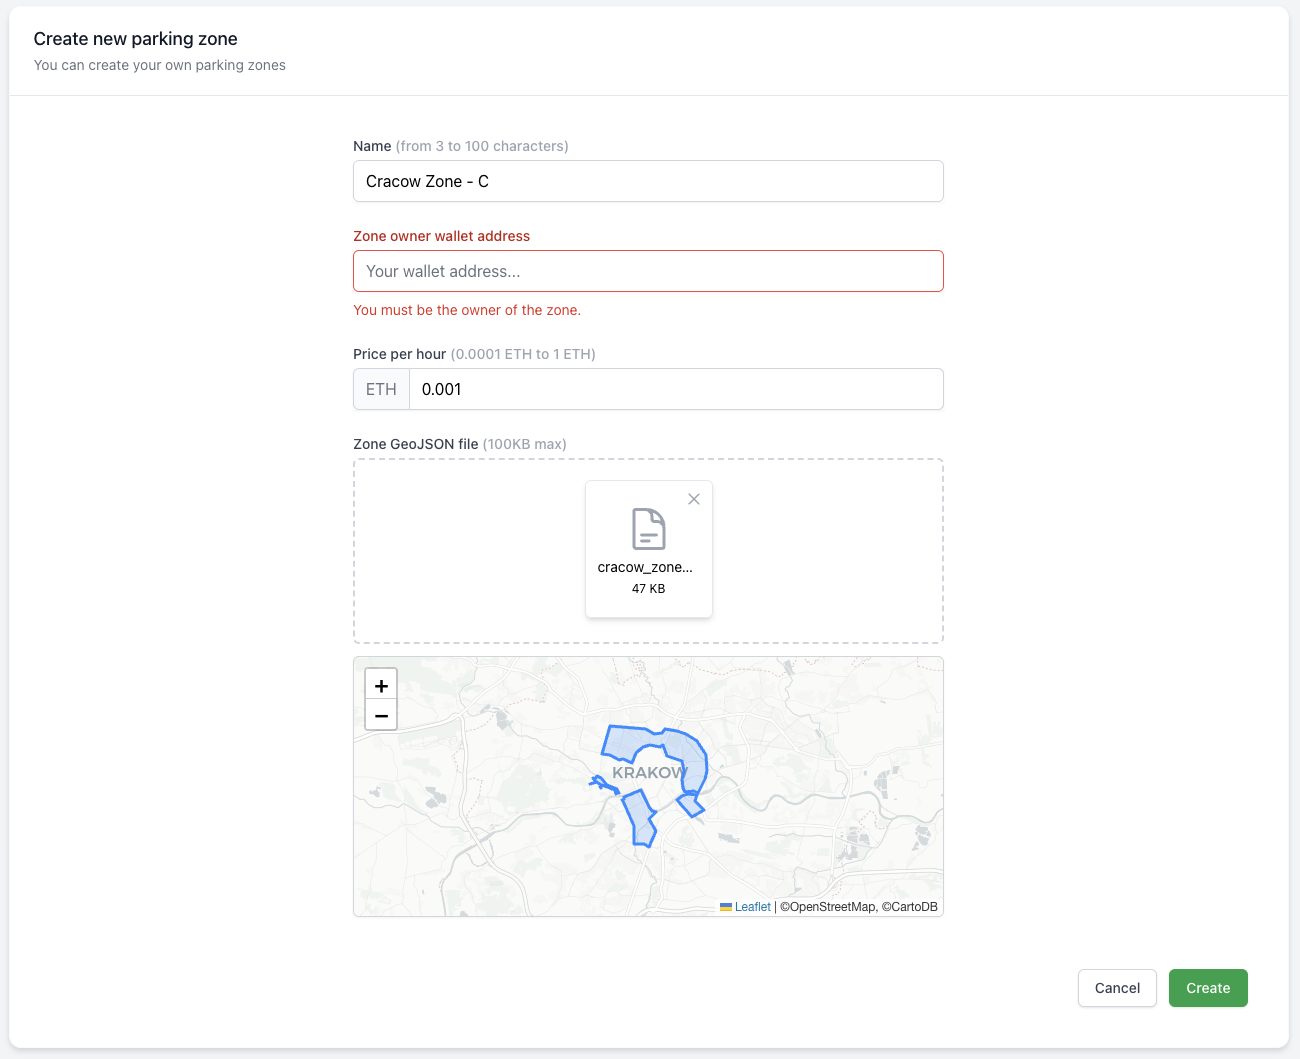 Create new parking zone
You can create your own parking zones
Name (from 3 to 100 characters)
Cracow Zone - C
Zone owner wallet address
Your wallet address...
You must be the owner of the zone.
Price per hour (0.0001 ETH to 1 ETH)
ETH 0.001
Zone GeoJSON file (100KB max)
cracow_zone...
47 KB
+
−
KRAKOW
Leaflet | ©OpenStreetMap, ©CartoDB
Cancel Create